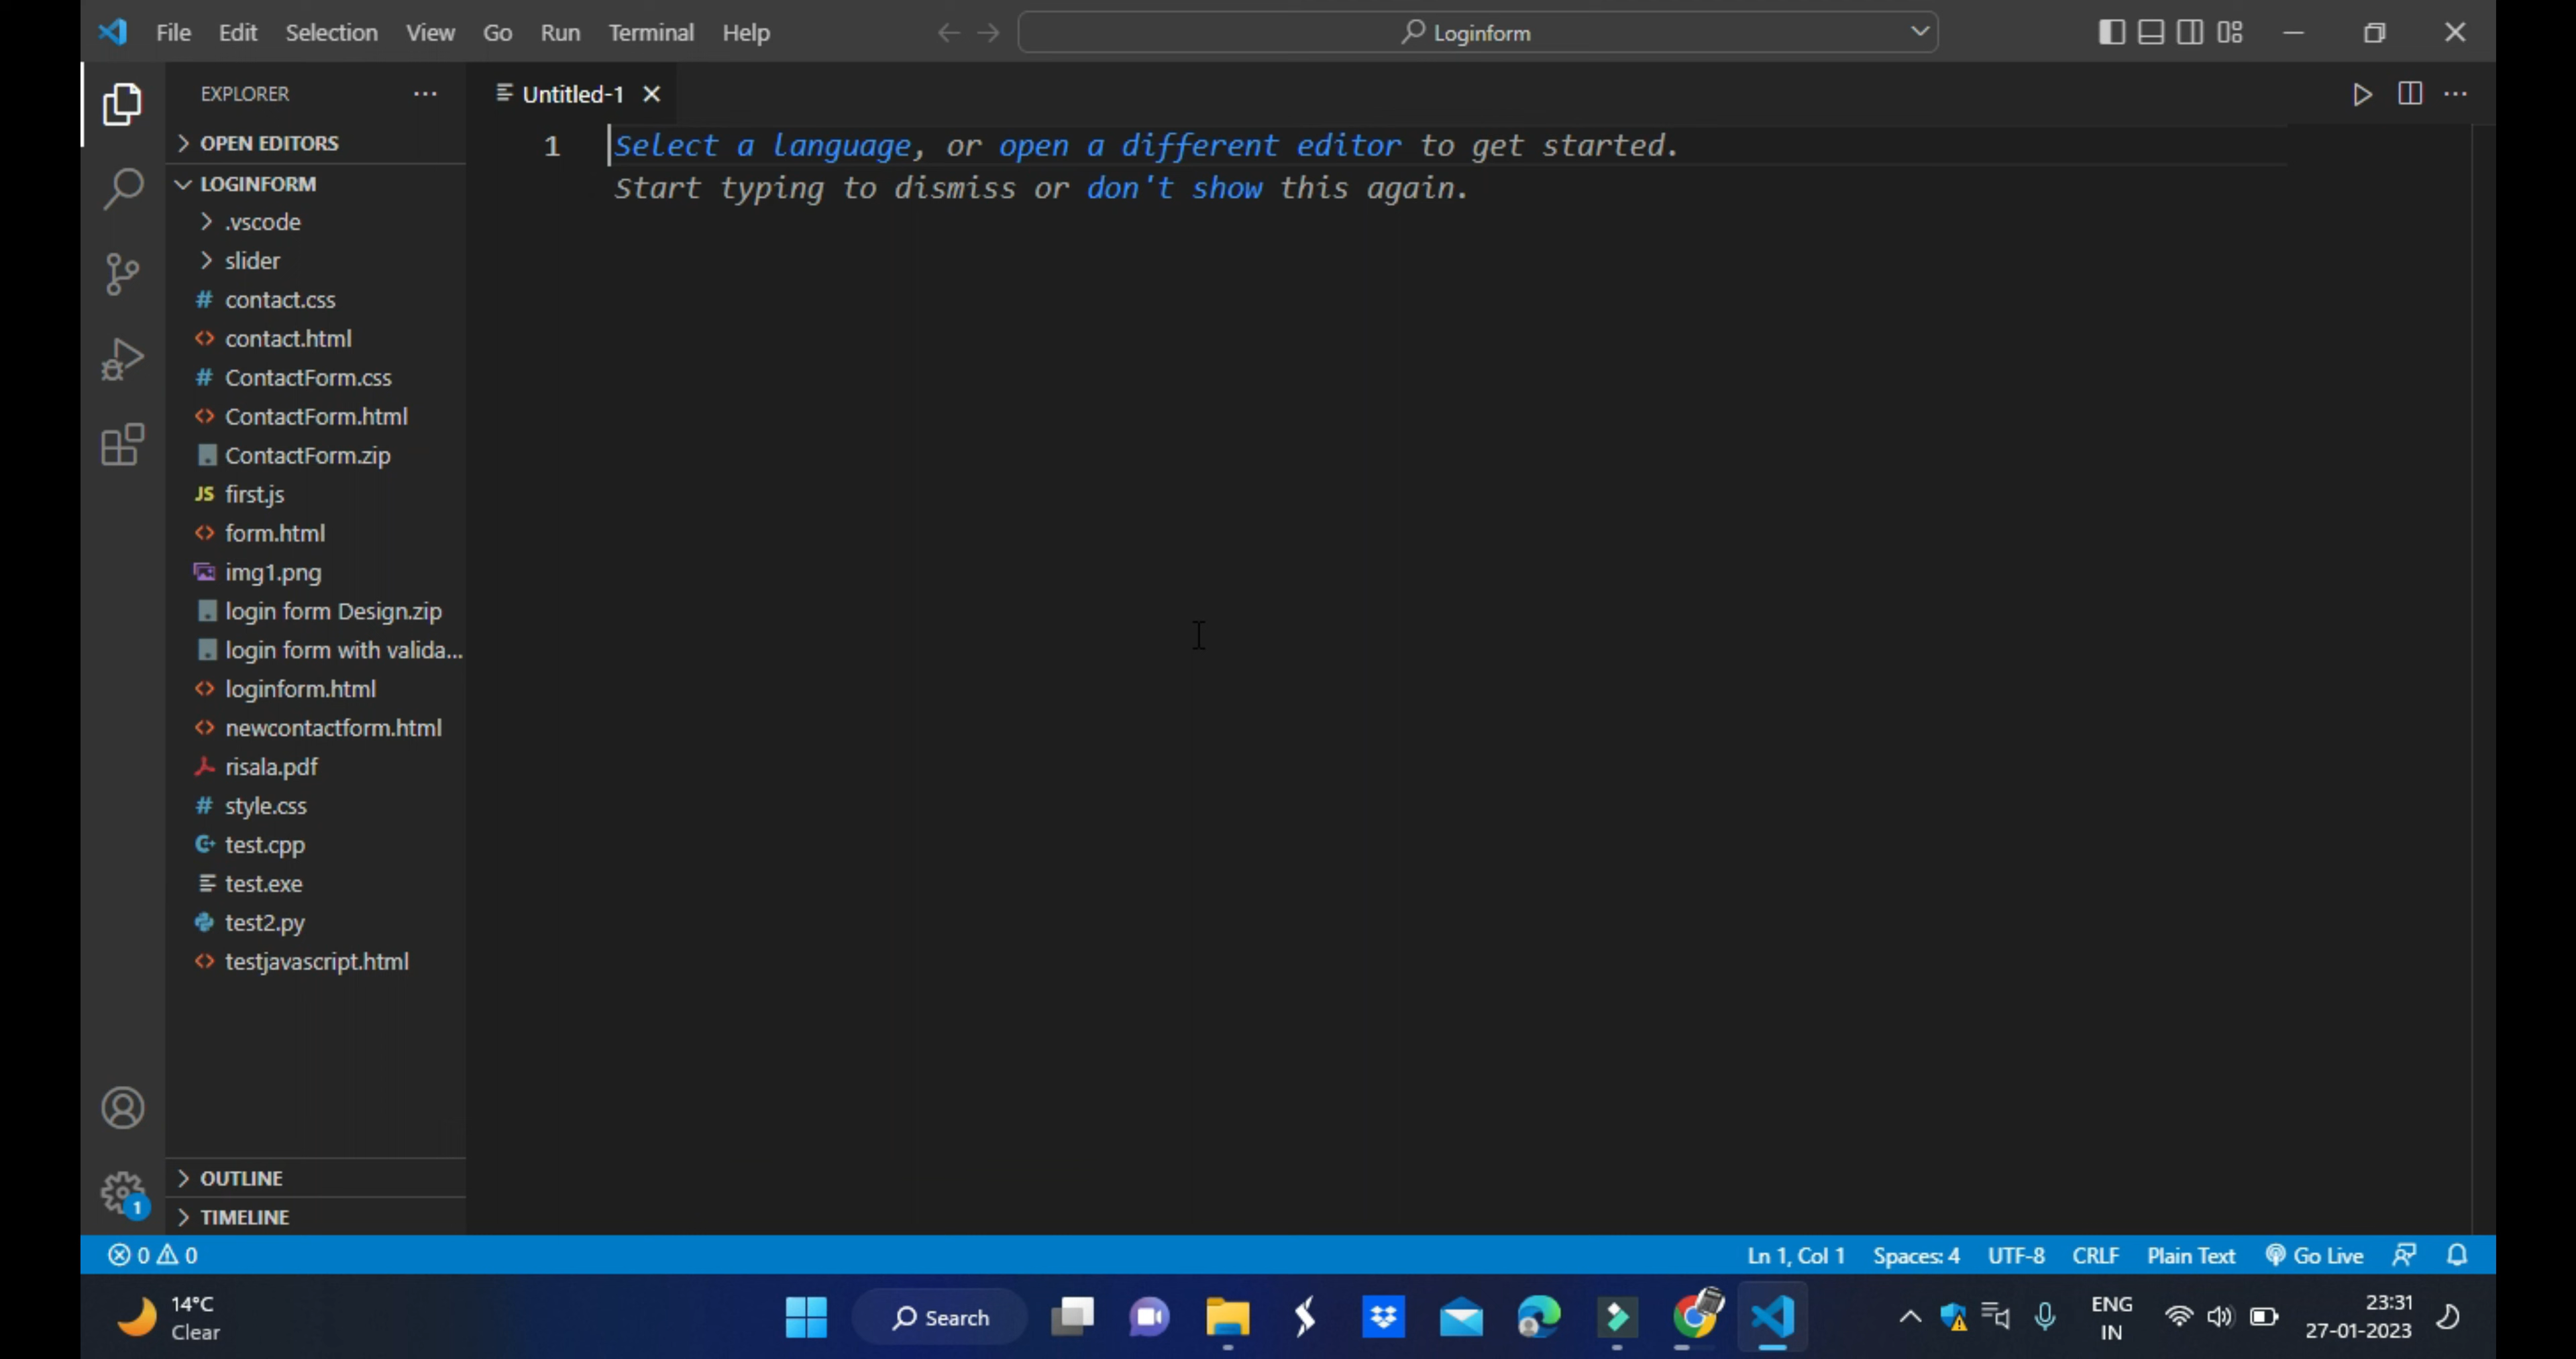 File Edit Selection View Go Run Terminal Help
Loginform
EXPLORER
OPEN EDITORS
LOGINFORM
.vscode
slider
# contact.css
<> contact.html
# ContactForm.css
<> ContactForm.html
ContactForm.zip
JS first.js
<> form.html
img1.png
login form Design.zip
login form with valida...
<> loginform.html
<> newcontactform.html
risala.pdf
# style.css
test.cpp
test.exe
test2.py
<> testjavascript.html
OUTLINE
TIMELINE
Untitled-1
1 Select a language, or open a different editor to get started.
Start typing to dismiss or don't show this again.
1
0 0 Ln 1, Col 1 Spaces: 4 UTF-8 CRLF Plain Text Go Live
14°C
Clear
Search
ENG
IN
23:31
27-01-2023